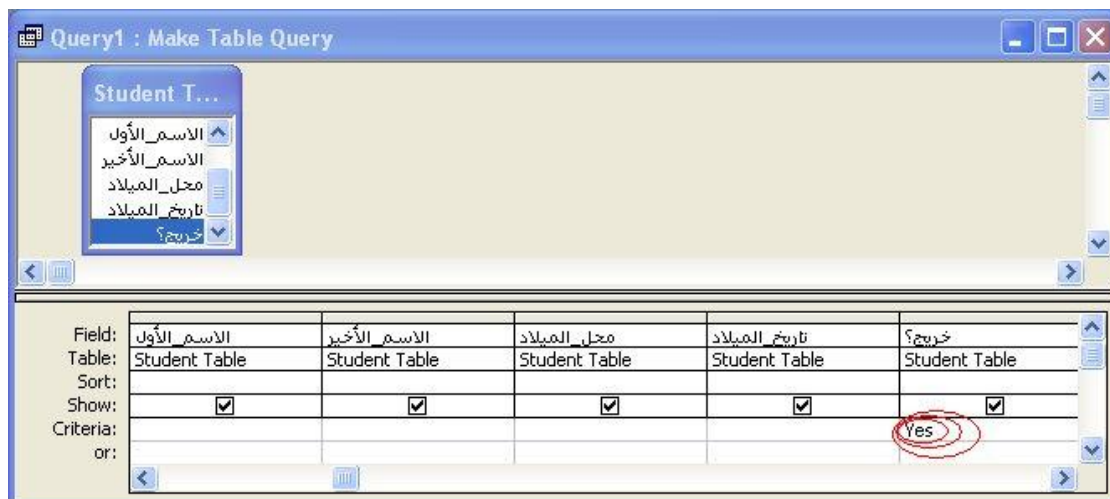 Query1 : Make Table Query
Student T...
الاسم_الأول
الاسم_الأخير
محل_الميلاد
تاريخ_الميلاد
خريج؟
Field: الاسم_الأول الاسم_الأخير محل_الميلاد تاريخ_الميلاد خريج؟
Table: Student Table Student Table Student Table Student Table Student Table
Sort:
Show:
Criteria: Yes
or: